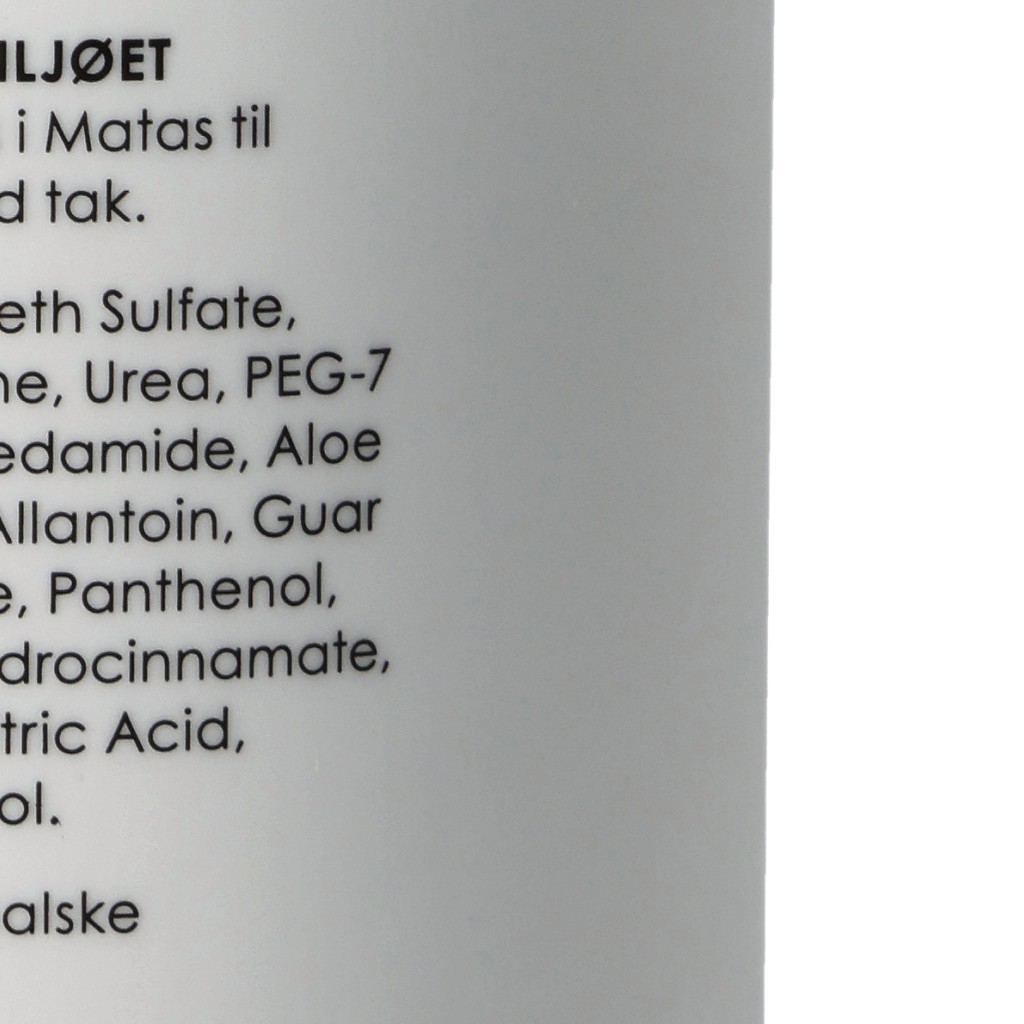 ILJØET
i Matas til
d tak.
eth Sulfate,
ne, Urea, PEG-7
edamide, Aloe
Allantoin, Guar
e, Panthenol,
drocinnamate,
tric Acid,
ol.
alske